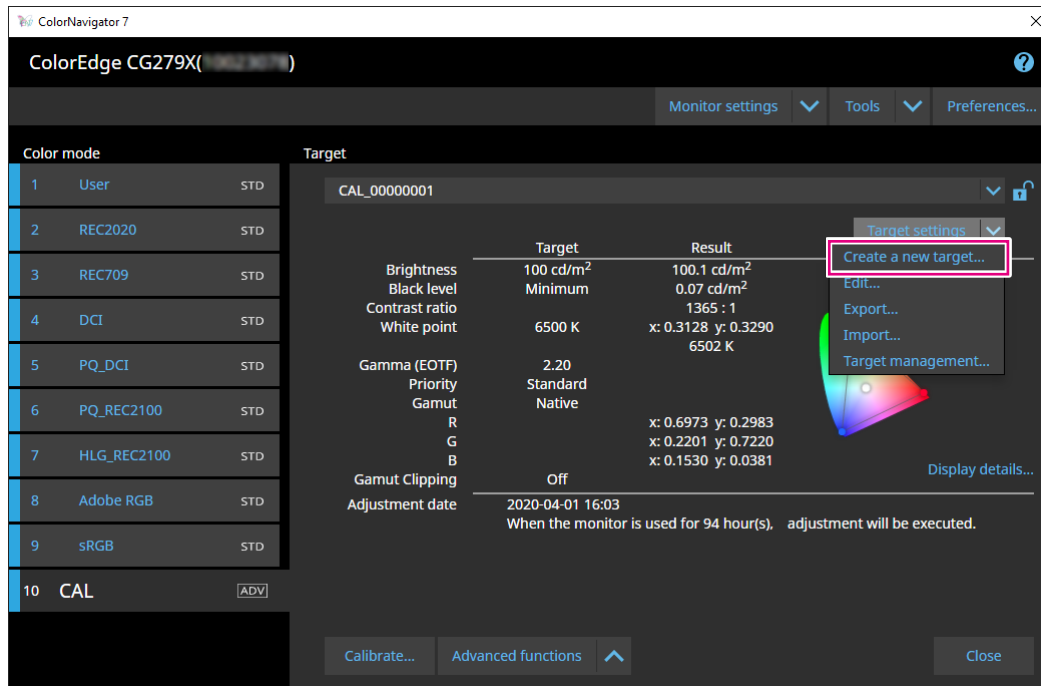 ColorNavigator 7
ColorEdge CG279X( )
Monitor settings Tools Preferences...
Color mode
1 User STD
2 REC2020 STD
3 REC709 STD
4 DCI STD
5 PQ_DCI STD
6 PQ_REC2100 STD
7 HLG_REC2100 STD
8 Adobe RGB STD
9 sRGB STD
10 CAL ADV
Target
CAL_00000001
Target settings
Create a new target...
Edit...
Export...
Import...
Target management...
Target Result
Brightness 100 cd/m2 100.1 cd/m2
Black level Minimum 0.07 cd/m2
Contrast ratio 1365 : 1
White point 6500 K x: 0.3128 y: 0.3290
6502 K
Gamma (EOTF) 2.20
Priority Standard
Gamut Native
R x: 0.6973 y: 0.2983
G x: 0.2201 y: 0.7220
B x: 0.1530 y: 0.0381
Gamut Clipping Off
Display details...
Adjustment date 2020-04-01 16:03
When the monitor is used for 94 hour(s), adjustment will be executed.
Calibrate... Advanced functions Close